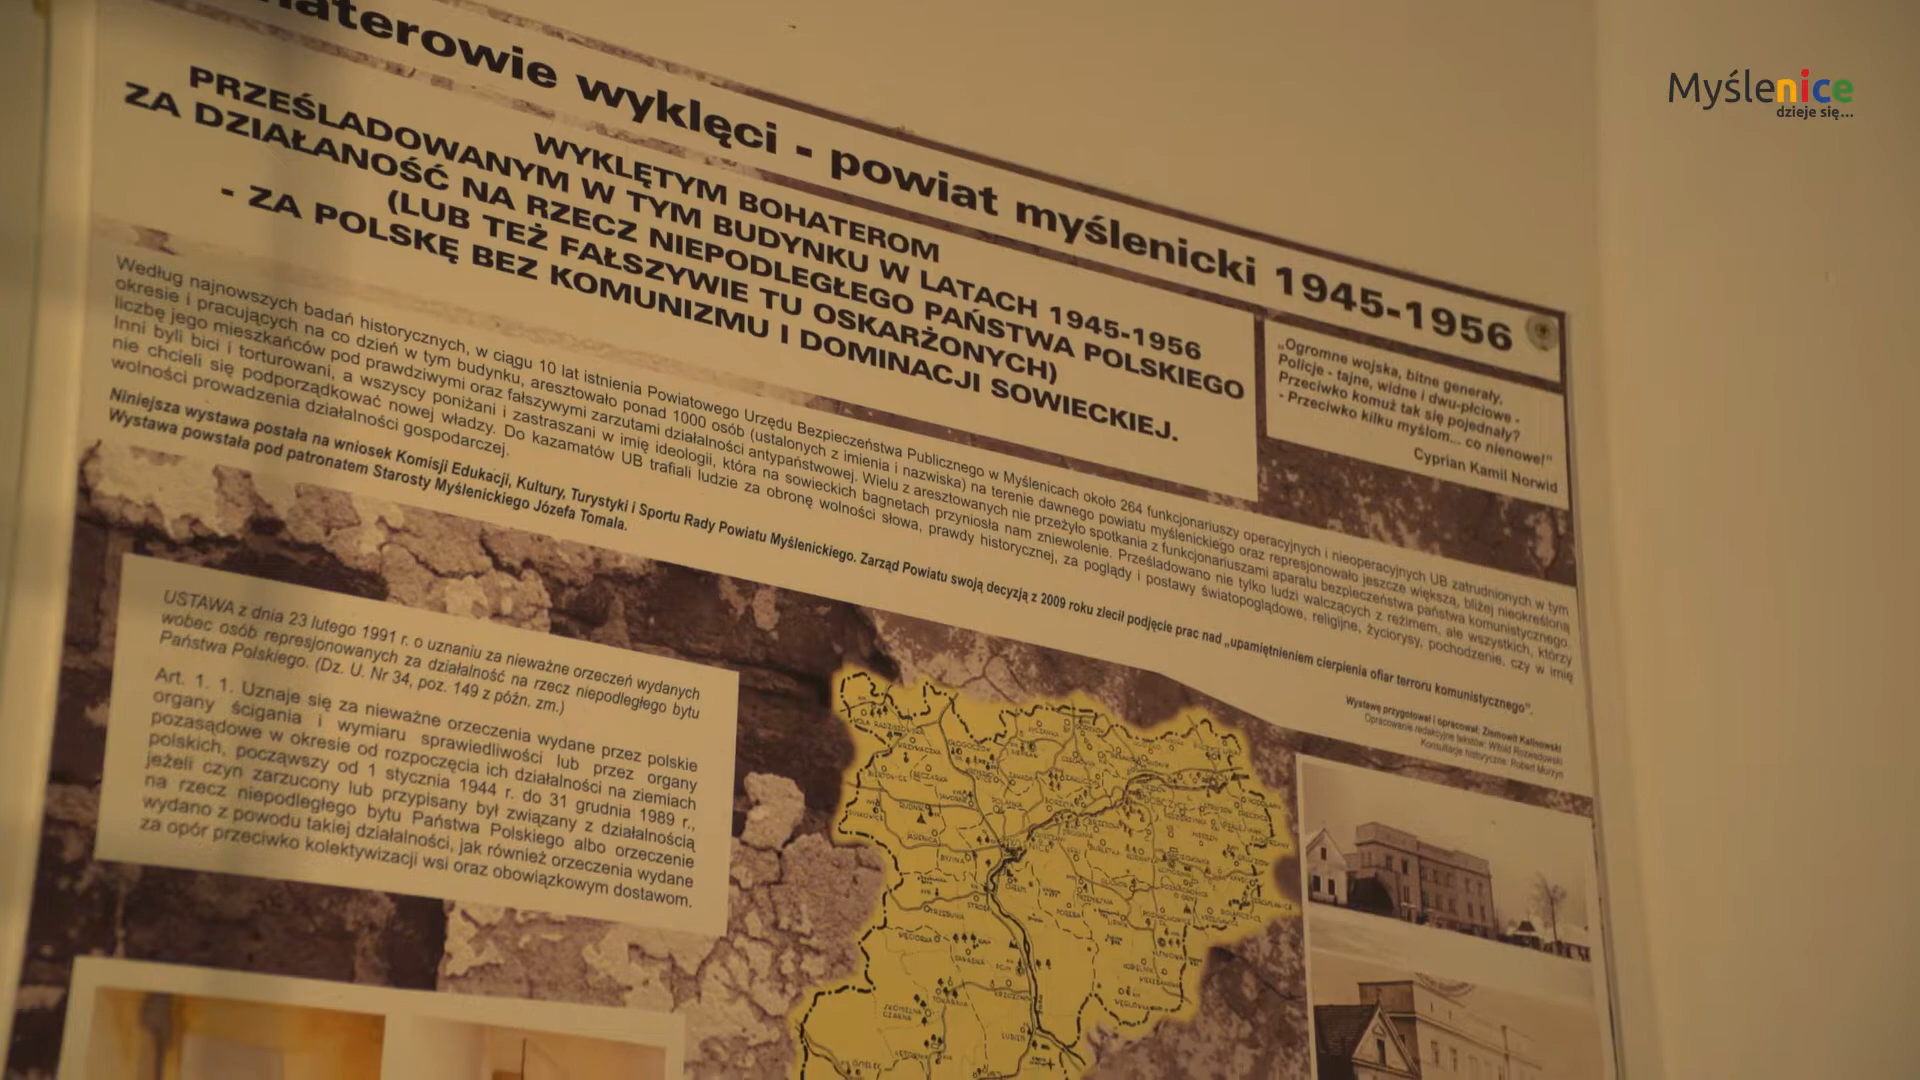 Myślenice
dzieje się...
wyklęci - powiat myślenicki 1945-1956
WYKLĘTYM BOHATEROM
PRZEŚLADOWANYM W TYM BUDYNKU W LATACH 1945-1956
ZA DZIAŁANOŚĆ NA RZECZ NIEPODLEGŁEGO PAŃSTWA POLSKIEGO
(LUB TEŻ FAŁSZYWIE TU OSKARŻONYCH)
- ZA POLSKĘ BEZ KOMUNIZMU I DOMINACJI SOWIECKIEJ.
„Ogromne wojska, bitne generały,
Policje - tajne, widne i dwu-płciowe -
Przeciwko komuż tak się pojednały?
- Przeciwko kilku myślom... co nienowe!"
Cyprian Kamil Norwid
Według najnowszych badań historycznych, w ciągu 10 lat istnienia Powiatowego Urzędu Bezpieczeństwa Publicznego w Myślenicach około 264 funkcjonariuszy operacyjnych i nieoperacyjnych UB zatrudnionych w tym
okresie i pracujących na co dzień w tym budynku, aresztowało ponad 1000 osób (ustalonych z imienia i nazwiska) na terenie dawnego powiatu myślenickiego oraz represjonowało jeszcze większą, bliżej nieokreśloną
liczbę jego mieszkańców pod prawdziwymi oraz fałszywymi zarzutami działalności antypaństwowej. Wielu z aresztowanych nie przeżyło spotkania z funkcjonariuszami aparatu bezpieczeństwa państwa komunistycznego.
Inni byli bici i torturowani, a wszyscy poniżani i zastraszani w imię ideologii, która na sowieckich bagnetach przyniosła nam zniewolenie. Prześladowano nie tylko ludzi walczących z reżimem, ale wszystkich, którzy
nie chcieli się podporządkować nowej władzy. Do kazamatów UB trafiali ludzie za obronę wolności słowa, prawdy historycznej, za poglądy i postawy światopoglądowe, religijne, życiorysy, pochodzenie, czy w imię
wolności prowadzenia działalności gospodarczej.
Niniejsza wystawa postała na wniosek Komisji Edukacji, Kultury, Turystyki i Sportu Rady Powiatu Myślenickiego. Zarząd Powiatu swoją decyzją z 2009 roku zlecił podjęcie prac nad „upamiętnieniem cierpienia ofiar terroru komunistycznego".
Wystawa powstała pod patronatem Starosty Myślenickiego Józefa Tomala.
Wystawę przygotował i opracował: Ziemowit Kalinowski
Opracowanie redakcyjne tekstów: Witold Rozwadowski
Konsultacje historyczne: Robert Murzyn
USTAWA z dnia 23 lutego 1991 r. o uznaniu za nieważne orzeczeń wydanych
wobec osób represjonowanych za działalność na rzecz niepodległego bytu
Państwa Polskiego. (Dz. U. Nr 34, poz. 149 z późn. zm.)
Art. 1. 1. Uznaje się za nieważne orzeczenia wydane przez polskie
organy ścigania i wymiaru sprawiedliwości lub przez organy
pozasądowe w okresie od rozpoczęcia ich działalności na ziemiach
polskich, począwszy od 1 stycznia 1944 r. do 31 grudnia 1989 r.,
jeżeli czyn zarzucony lub przypisany był związany z działalnością
na rzecz niepodległego bytu Państwa Polskiego albo orzeczenie
wydano z powodu takiej działalności, jak również orzeczenia wydane
za opór przeciwko kolektywizacji wsi oraz obowiązkowym dostawom.